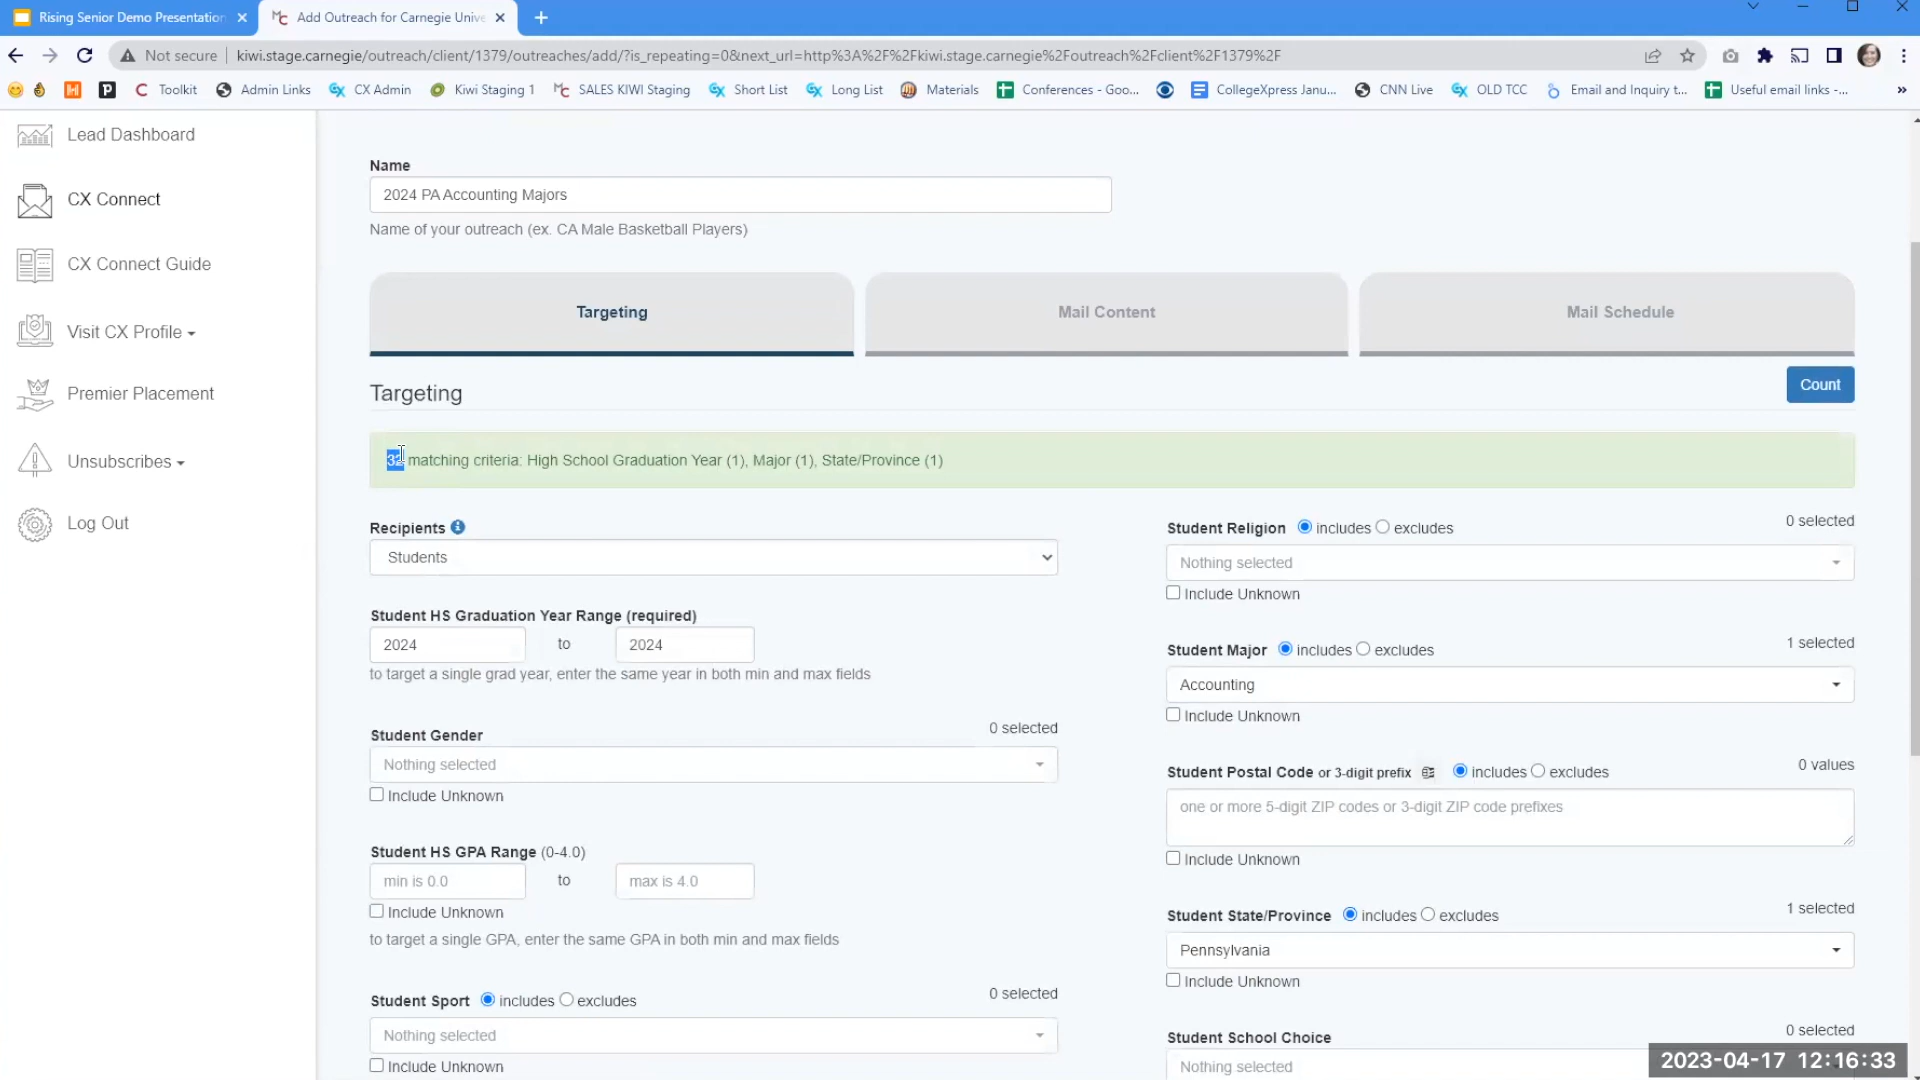 Rising Senior Demo Presentation
Add Outreach for Carnegie Unive
Not secure
kiwi.stage.carnegie/outreach/client/1379/outreaches/add/?is_repeating=0&next_url=http%3A%2F%2Fkiwi.stage.carnegie%2Foutreach%2Fclient%2F1379%2F
Toolkit
Admin Links
CX Admin
Kiwi Staging 1
SALES KIWI Staging
Short List
Long List
Materials
Conferences - Goo...
CollegeXpress Janu...
CNN Live
OLD TCC
Email and Inquiry t...
Useful email links -...
»
Lead Dashboard
CX Connect
CX Connect Guide
Visit CX Profile
Premier Placement
Unsubscribes
Log Out
Name
2024 PA Accounting Majors
Name of your outreach (ex. CA Male Basketball Players)
Targeting
Mail Content
Mail Schedule
Targeting
Count
32 matching criteria: High School Graduation Year (1), Major (1), State/Province (1)
Recipients
Students
Student HS Graduation Year Range (required)
2024 to 2024
to target a single grad year, enter the same year in both min and max fields
Student Gender
0 selected
Nothing selected
Include Unknown
Student HS GPA Range (0-4.0)
min is 0.0 to max is 4.0
Include Unknown
to target a single GPA, enter the same GPA in both min and max fields
Student Sport includes excludes
0 selected
Nothing selected
Include Unknown
Student Religion includes excludes
0 selected
Nothing selected
Include Unknown
Student Major includes excludes
1 selected
Accounting
Include Unknown
Student Postal Code or 3-digit prefix includes excludes
0 values
one or more 5-digit ZIP codes or 3-digit ZIP code prefixes
Include Unknown
Student State/Province includes excludes
1 selected
Pennsylvania
Include Unknown
Student School Choice
0 selected
Nothing selected
2023-04-17 12:16:33